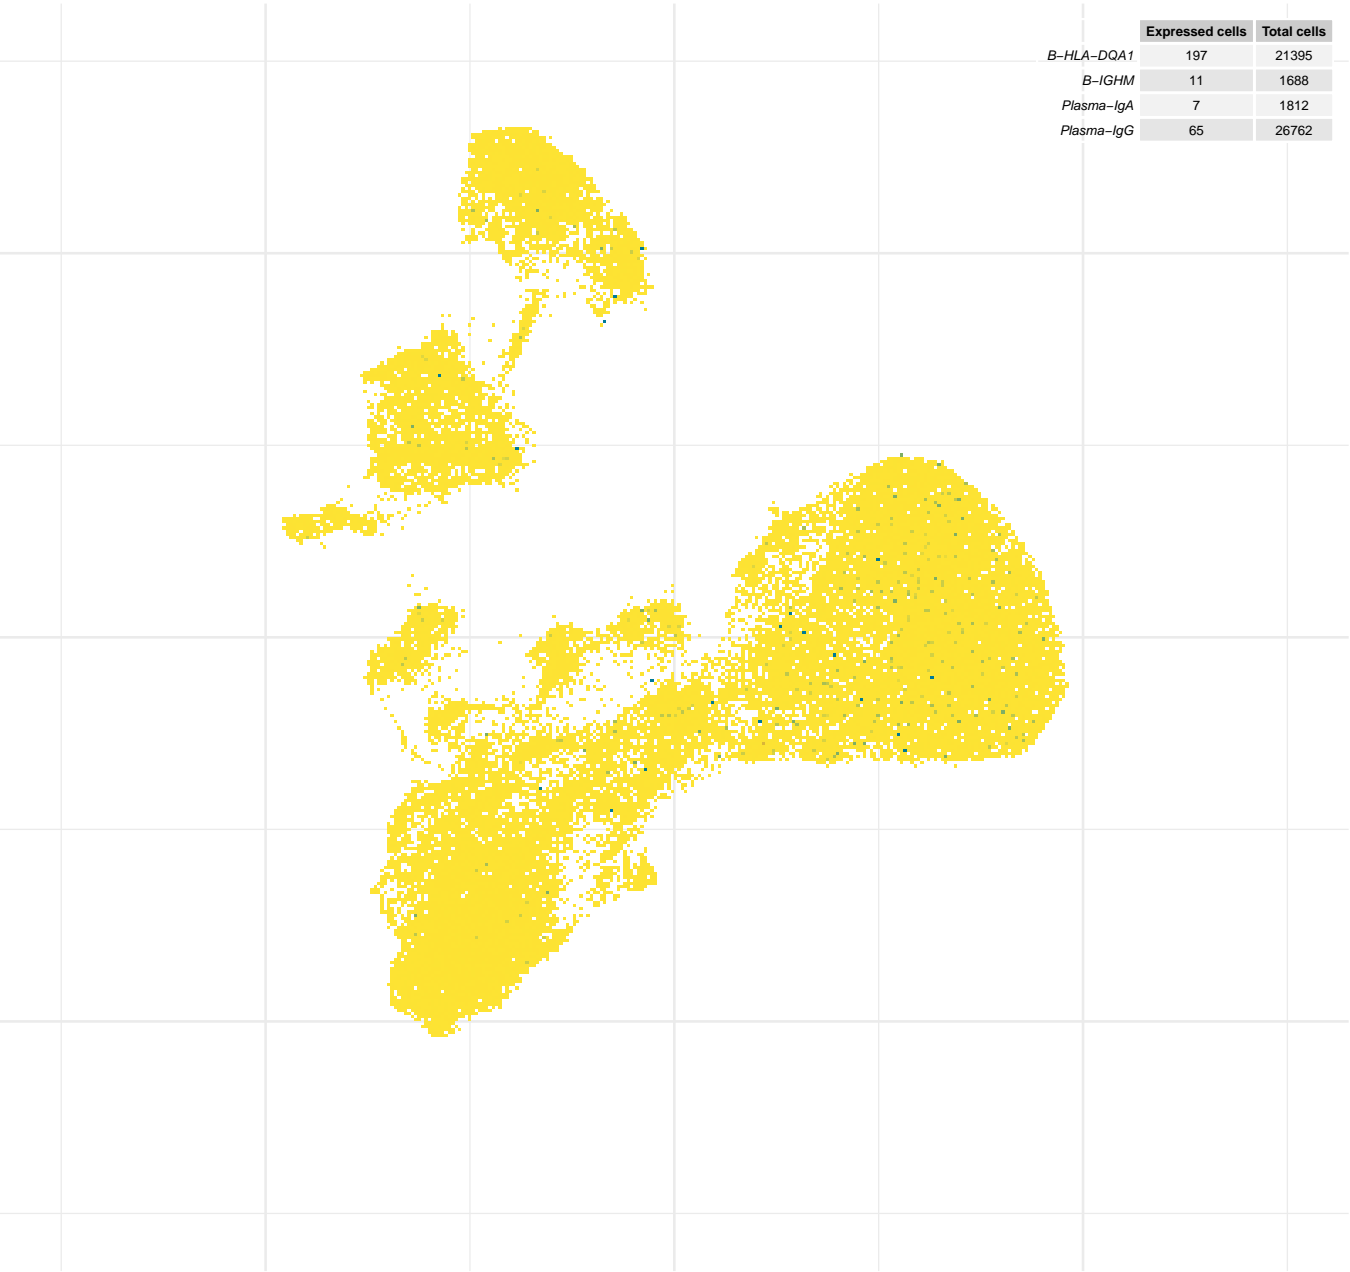 Expressed cells Total cells
B−HLA−DQA1 197 21395
B−IGHM 11 1688
Plasma−IgA 7 1812
Plasma−IgG 65 26762